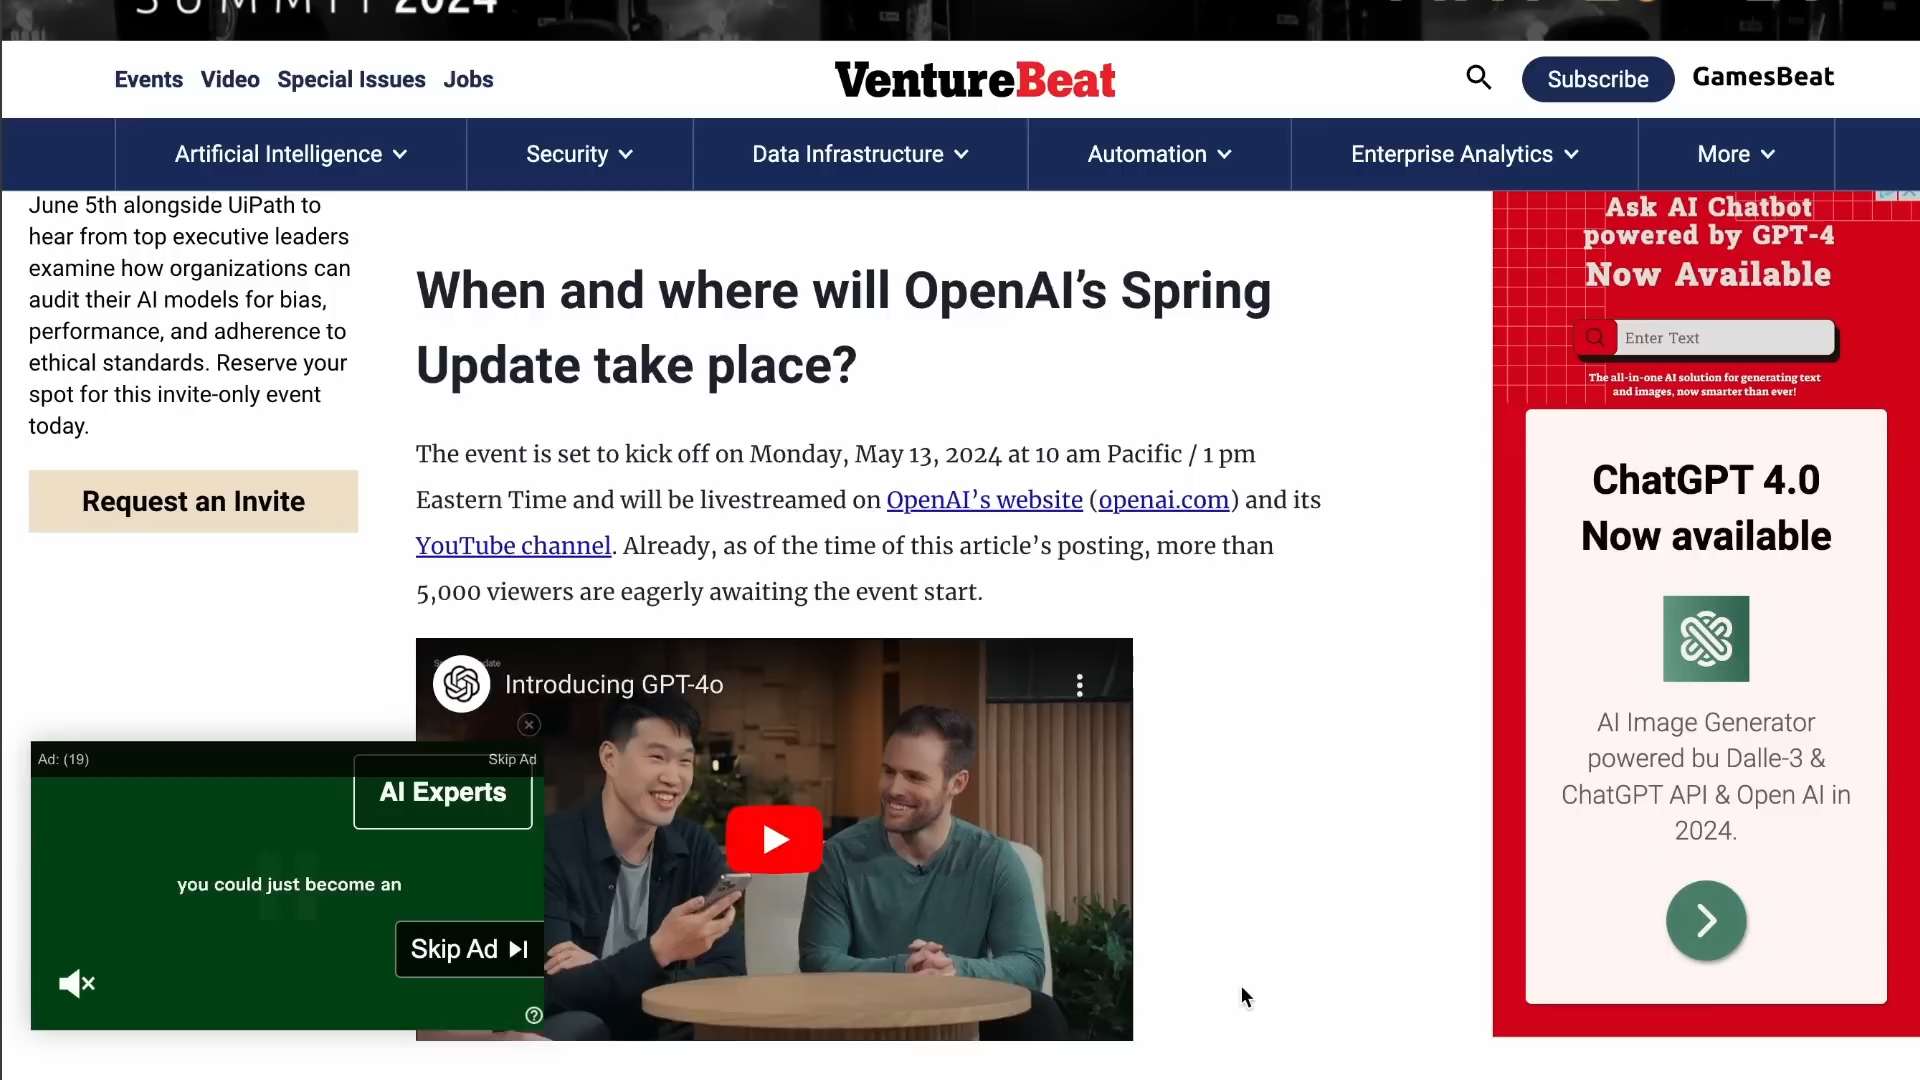 SUMMIT 2024
Events Video Special Issues Jobs
VentureBeat
Subscribe GamesBeat
Artificial Intelligence Security Data Infrastructure Automation Enterprise Analytics More
June 5th alongside UiPath to
hear from top executive leaders
examine how organizations can
audit their AI models for bias,
performance, and adherence to
ethical standards. Reserve your
spot for this invite-only event
today.
Request an Invite
When and where will OpenAI’s Spring
Update take place?
The event is set to kick off on Monday, May 13, 2024 at 10 am Pacific / 1 pm
Eastern Time and will be livestreamed on OpenAI’s website (openai.com) and its
YouTube channel. Already, as of the time of this article’s posting, more than
5,000 viewers are eagerly awaiting the event start.
Introducing GPT-4o
Ad: (19)
Skip Ad
AI Experts
you could just become an
Skip Ad
Ask AI Chatbot
powered by GPT-4
Now Available
Enter Text
The all-in-one AI solution for generating text
and images, now smarter than ever!
ChatGPT 4.0
Now available
AI Image Generator
powered bu Dalle-3 &
ChatGPT API & Open AI in
2024.